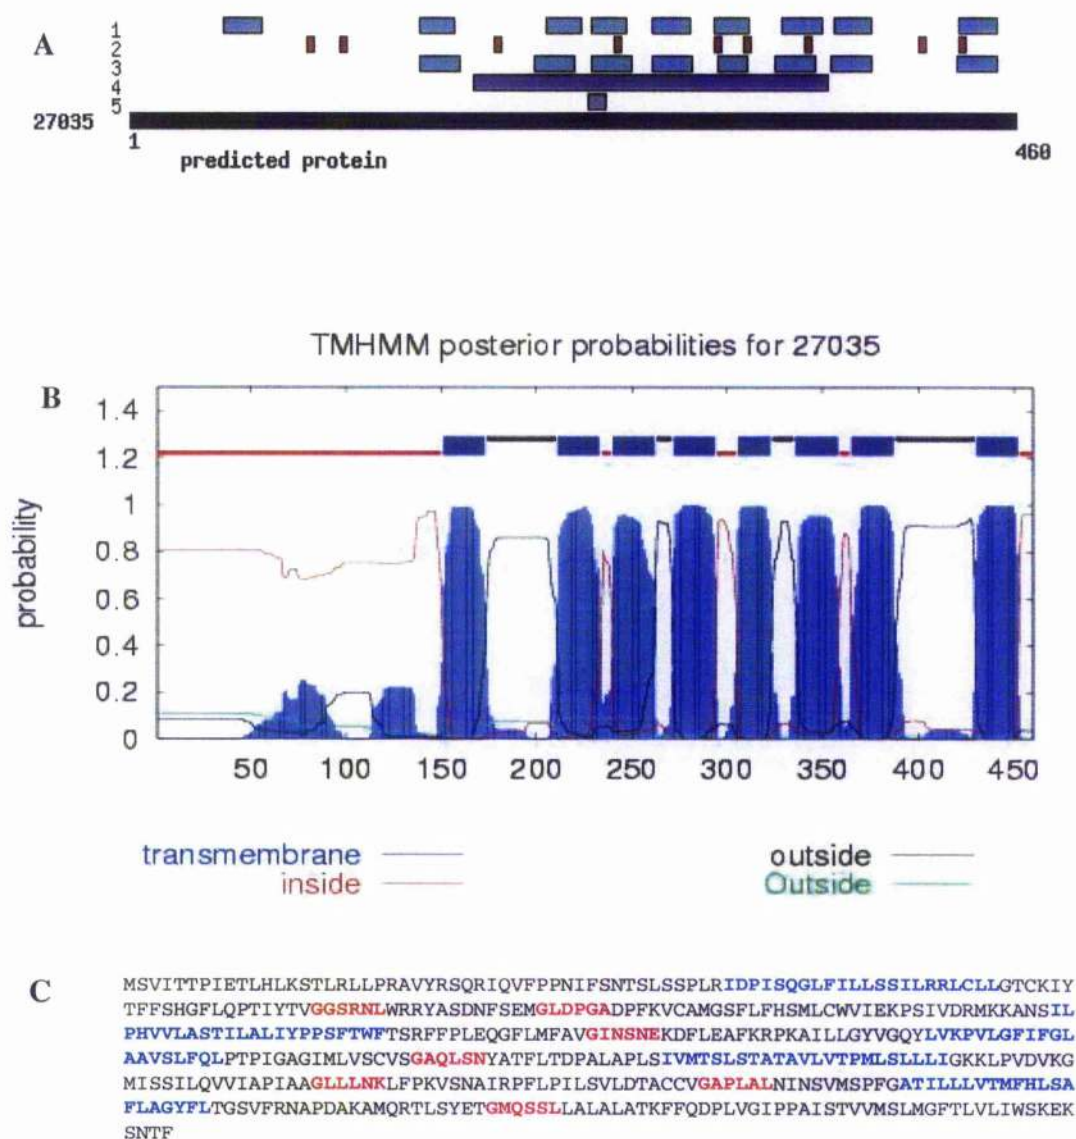 A
1
2
3
4
5
27035
1
460
predicted protein
TMHMM posterior probabilities for 27035
B
1.4
1.2
1
0.8
0.6
0.4
0.2
0
probability
50 100 150 200 250 300 350 400 450
transmembrane
inside
outside
Outside
C
MSVITTPIETLHLKSTLRLLPRAVYRSQRIQVFPPNIFSNTSLSSPLRIDPISQGLFILLSSILRRLCLLGTCKIY
TFFSHGFLQPTIYTVGGSRNLWRRYASDNFSEMGLDPGADPFKVCAMGSFLFHSMLCWVIEKPSIVDRMKKANSIL
PHVVLASTILALIYPPSFTWFTSRFFPLEQGFLMFAVGINSNEKDFLEAFKRPKAILLGYVGQYLVKPVLGFIFGL
AAVSLFQLPTPIGAGIMLVSCVSGAQLSNYATFLTDPALAPLSIVMTSLSTATAVLVTPMLSLLLIGKKLPVDVKG
MISSILQVVIAPIAAGLLLNKLFPKVSNAIRPFLPILSVLDTACCVGAPLALNINSVMSPFGATILLLVTMFHLSA
FLAGYFLTGSVFRNAPDAKAMQRTLSYETGMQSSLLALALATKFFQDPLVGIPPAISTVVMSLMGFTLVLIWSKEK
SNTF